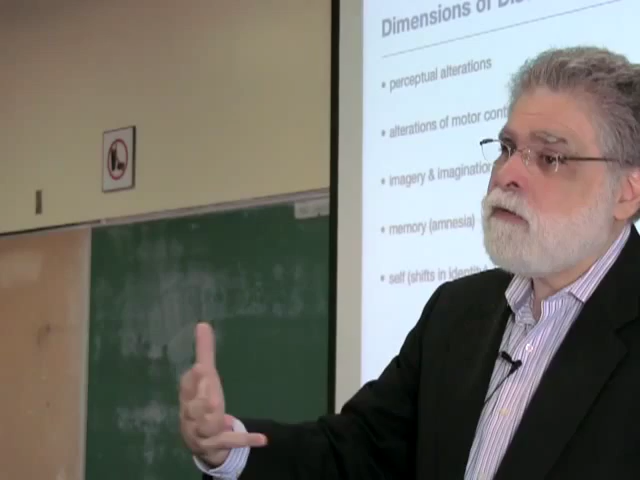 Dimensions of
• perceptual alterations
• alterations of motor
• imagery &
• memory (amnesia)
• self (shifts in